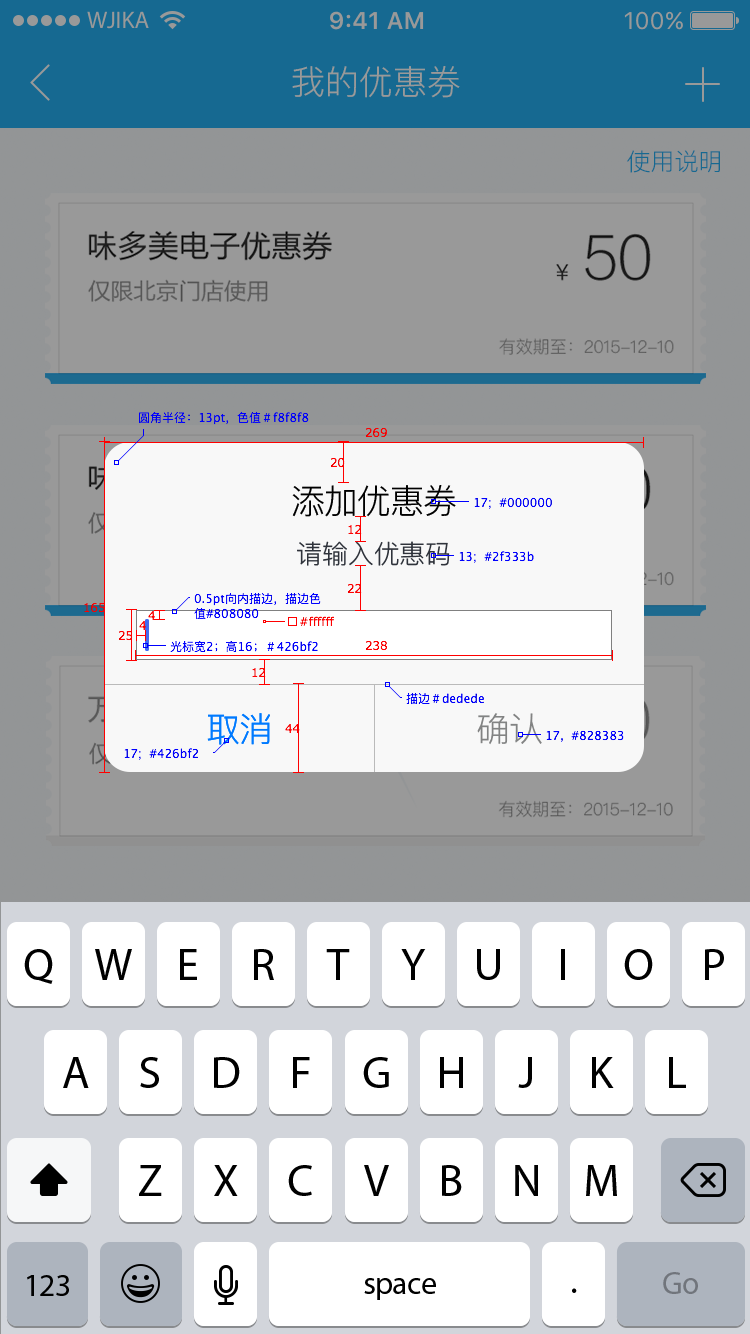 WJIKA 9:41 AM 100%
我的优惠券
使用说明
味多美电子优惠券
¥ 50
仅限北京门店使用
有效期至：2015-12-10
圆角半径：13pt，色值＃f8f8f8
269
20
添加优惠券
17；#000000
12
请输入优惠码
13；#2f333b
22
0.5pt向内描边，描边色
值#808080
4
口#ffffff
4
25
光标宽2；高16；＃426bf2
238
12
描边＃dedede
取消
44
确认
17，#828383
17；#426bf2
有效期至：2015-12-10
Q W E R T Y U I O P
A S D F G H J K L
Z X C V B N M
123 space . Go